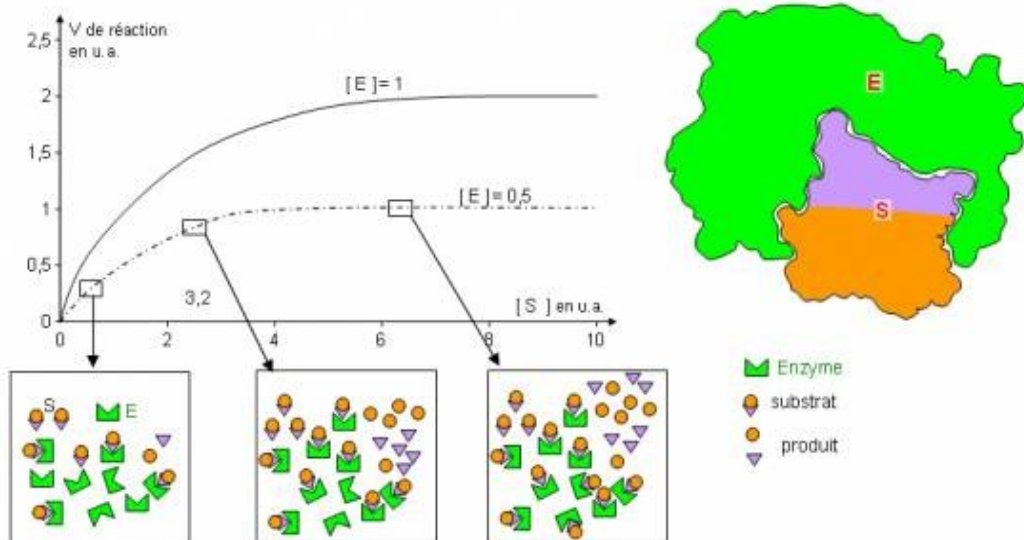 V de réaction
en u.a.
2,5
2
1,5
1
0,5
0
[E]= 1
[E]= 0,5
3,2
[S] en u.a.
0 2 4 6 8 10
E
S
S
E
Enzyme
substrat
produit